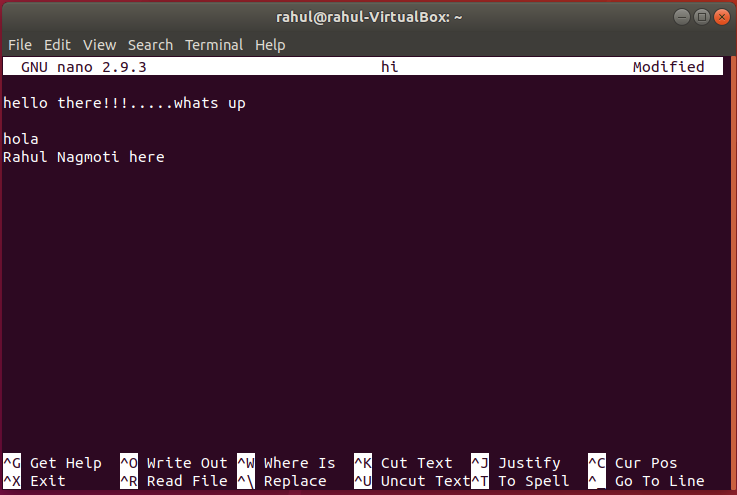 rahul@rahul-VirtualBox: ~
File Edit View Search Terminal Help
GNU nano 2.9.3 hi Modified
hello there!!!.....whats up
hola
Rahul Nagmoti here
^G Get Help ^O Write Out ^W Where Is ^K Cut Text ^J Justify ^C Cur Pos
^X Exit ^R Read File ^\ Replace ^U Uncut Text ^T To Spell ^_ Go To Line